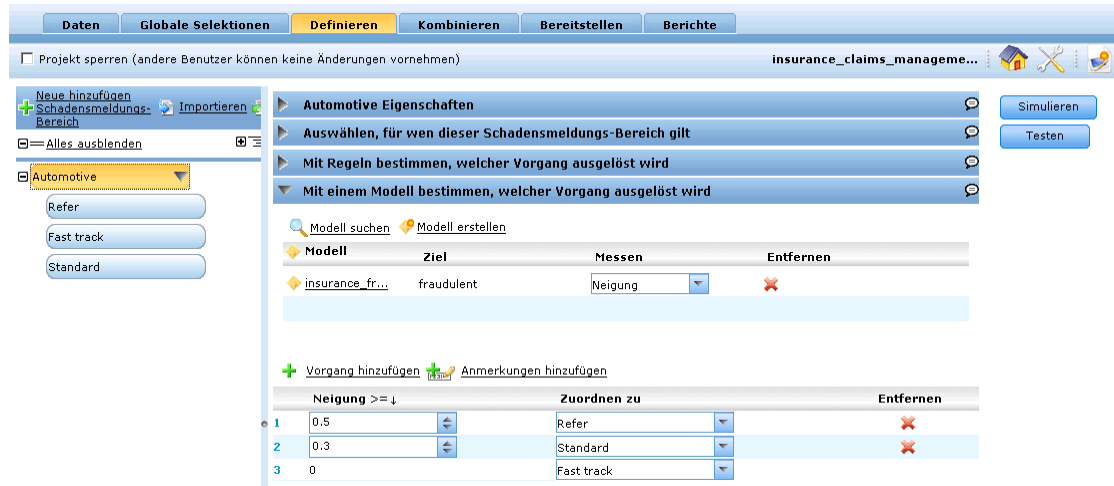 Daten Globale Selektionen Definieren Kombinieren Bereitstellen Berichte
Projekt sperren (andere Benutzer können keine Änderungen vornehmen) insurance_claims_manageme...
Neue hinzufügen
Schadensmeldungs-
Bereich
Importieren
Alles ausblenden
Automotive
Refer
Fast track
Standard
Automotive Eigenschaften
Auswählen, für wen dieser Schadensmeldungs-Bereich gilt
Mit Regeln bestimmen, welcher Vorgang ausgelöst wird
Mit einem Modell bestimmen, welcher Vorgang ausgelöst wird
Modell suchen Modell erstellen
Modell Ziel Messen Entfernen
insurance_fr... fraudulent Neigung
Vorgang hinzufügen Anmerkungen hinzufügen
Neigung >=↓ Zuordnen zu Entfernen
1 0.5 Refer
2 0.3 Standard
3 0 Fast track
Simulieren
Testen